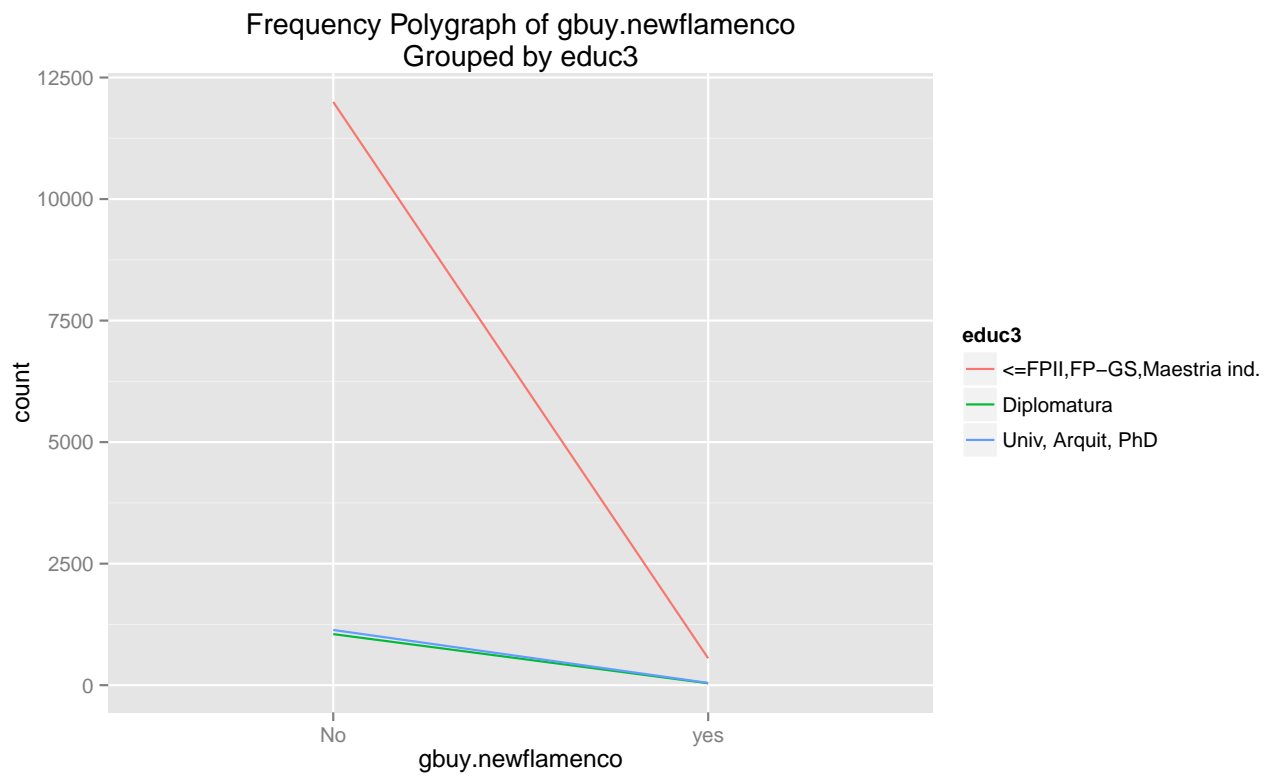 Frequency Polygraph of gbuy.newflamenco
Grouped by educ3
12500
10000
7500
5000
2500
0
count
No
yes
gbuy.newflamenco
educ3
<=FPII,FP−GS,Maestria ind.
Diplomatura
Univ, Arquit, PhD